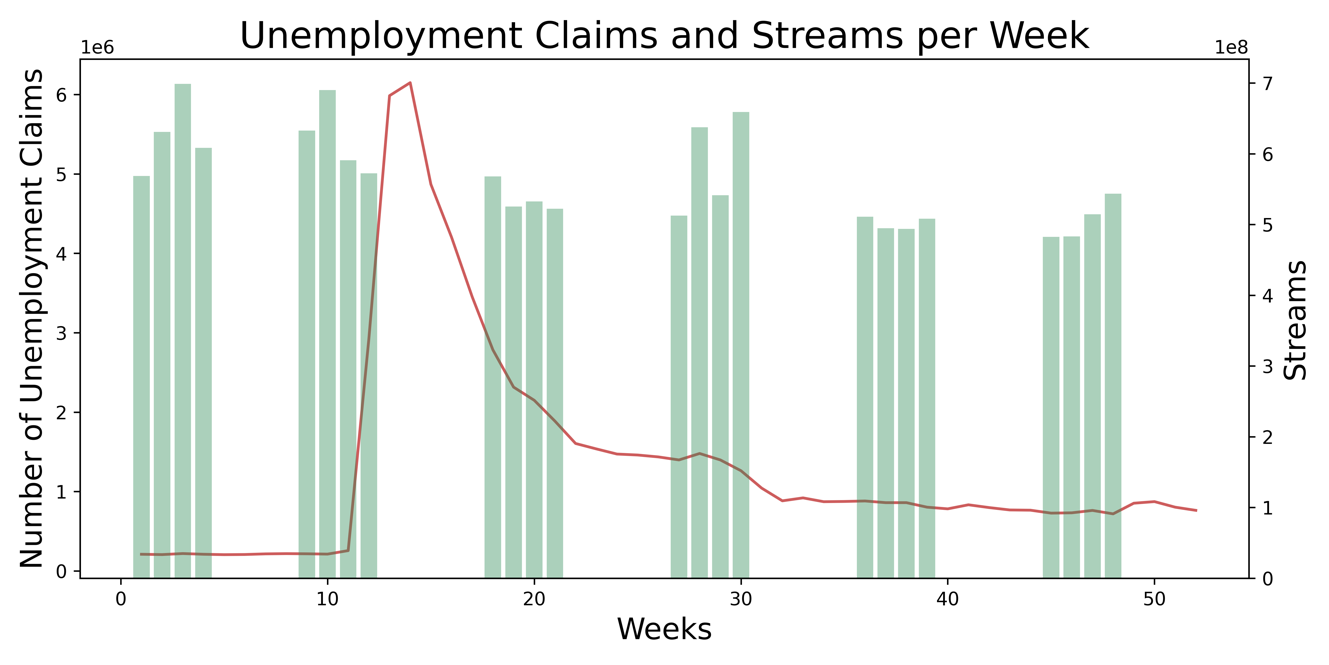 Unemployment Claims and Streams per Week
1e6
1e8
Number of Unemployment Claims
6
5
4
3
2
1
0
7
6
5
4
3
2
1
0
Streams
0 10 20 30 40 50
Weeks